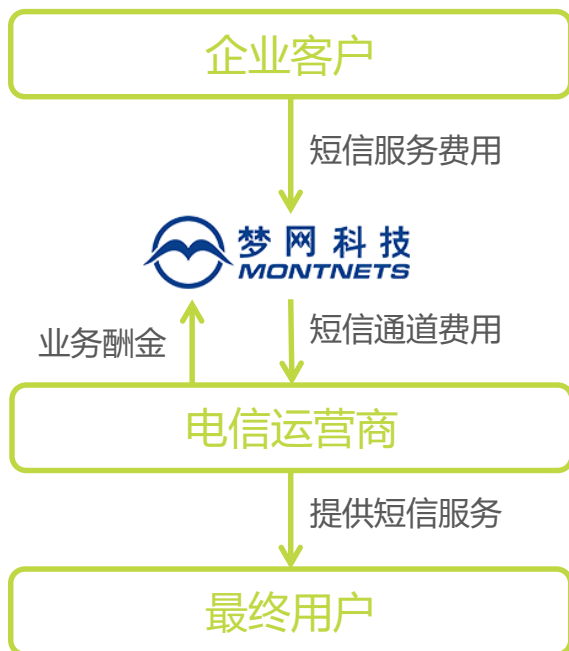 企业客户
短信服务费用
梦网科技
MONTNETS
业务酬金
短信通道费用
电信运营商
提供短信服务
最终用户